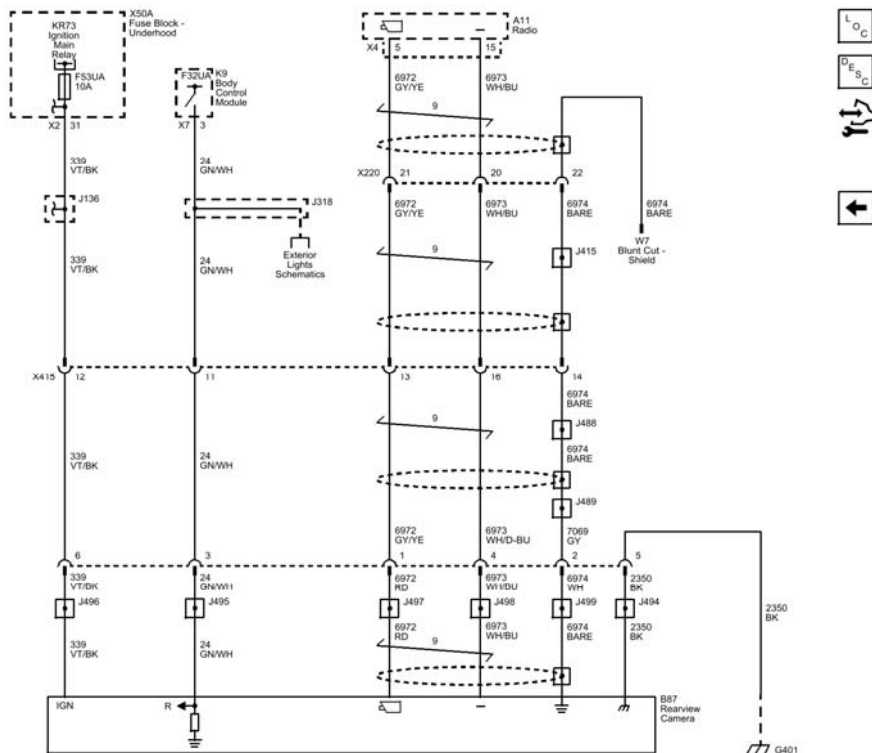 X50A
Fuse Block -
Underhood
KR73
Ignition
Main
Relay
F53UA
10A
X2 31
F32UA
K9
Body
Control
Module
X7 3
A11
Radio
X4 5 15
6972
GY/YE
6973
WH/BU
9
339
VT/BK
24
GN/WH
X220 21 20 22
J136
J318
Exterior
Lights
Schematics
6972
GY/YE
6973
WH/BU
6974
BARE
6974
BARE
W7
Blunt Cut -
Shield
J415
9
339
VT/BK
24
GN/WH
X415 12 11 13 16 14
6974
BARE
J488
9
6974
BARE
339
VT/BK
24
GN/WH
J489
6972
GY/YE
6973
WH/D-BU
7069
GY
6 3 1 4 2 5
339
VT/BK
24
GN/WH
6972
RD
6973
WH/BU
6974
WH
2350
BK
J496
J495
J497
J498
J499
J494
2350
BK
339
VT/BK
24
GN/WH
6972
RD
6973
WH/BU
6974
BARE
2350
BK
9
IGN
R
B87
Rearview
Camera
G401
LOC
DESC